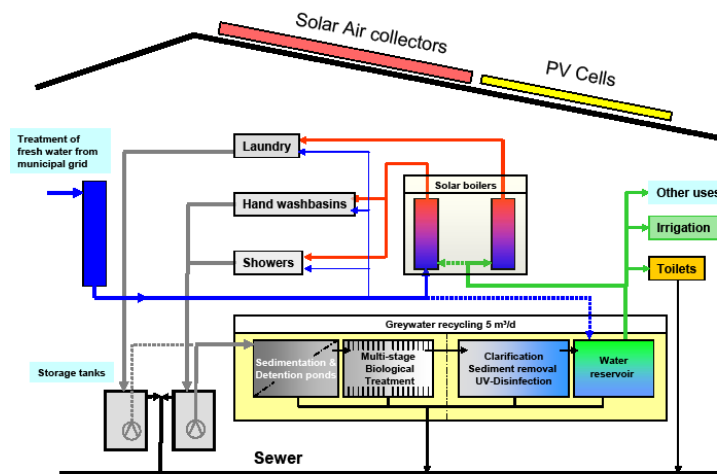 Solar Air collectors
PV Cells
Treatment of
fresh water from
municipal grid
Laundry
Hand washbasins
Showers
Solar boilers
Other uses
Irrigation
Toilets
Greywater recycling 5 m³/d
Sedimentation &
Detention ponds
Multi-stage
Biological
Treatment
Clarification
Sediment removal
UV-Disinfection
Water
reservoir
Storage tanks
Sewer